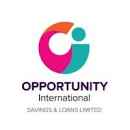 OPPORTUNITY
International
SAVINGS & LOANS LIMITED